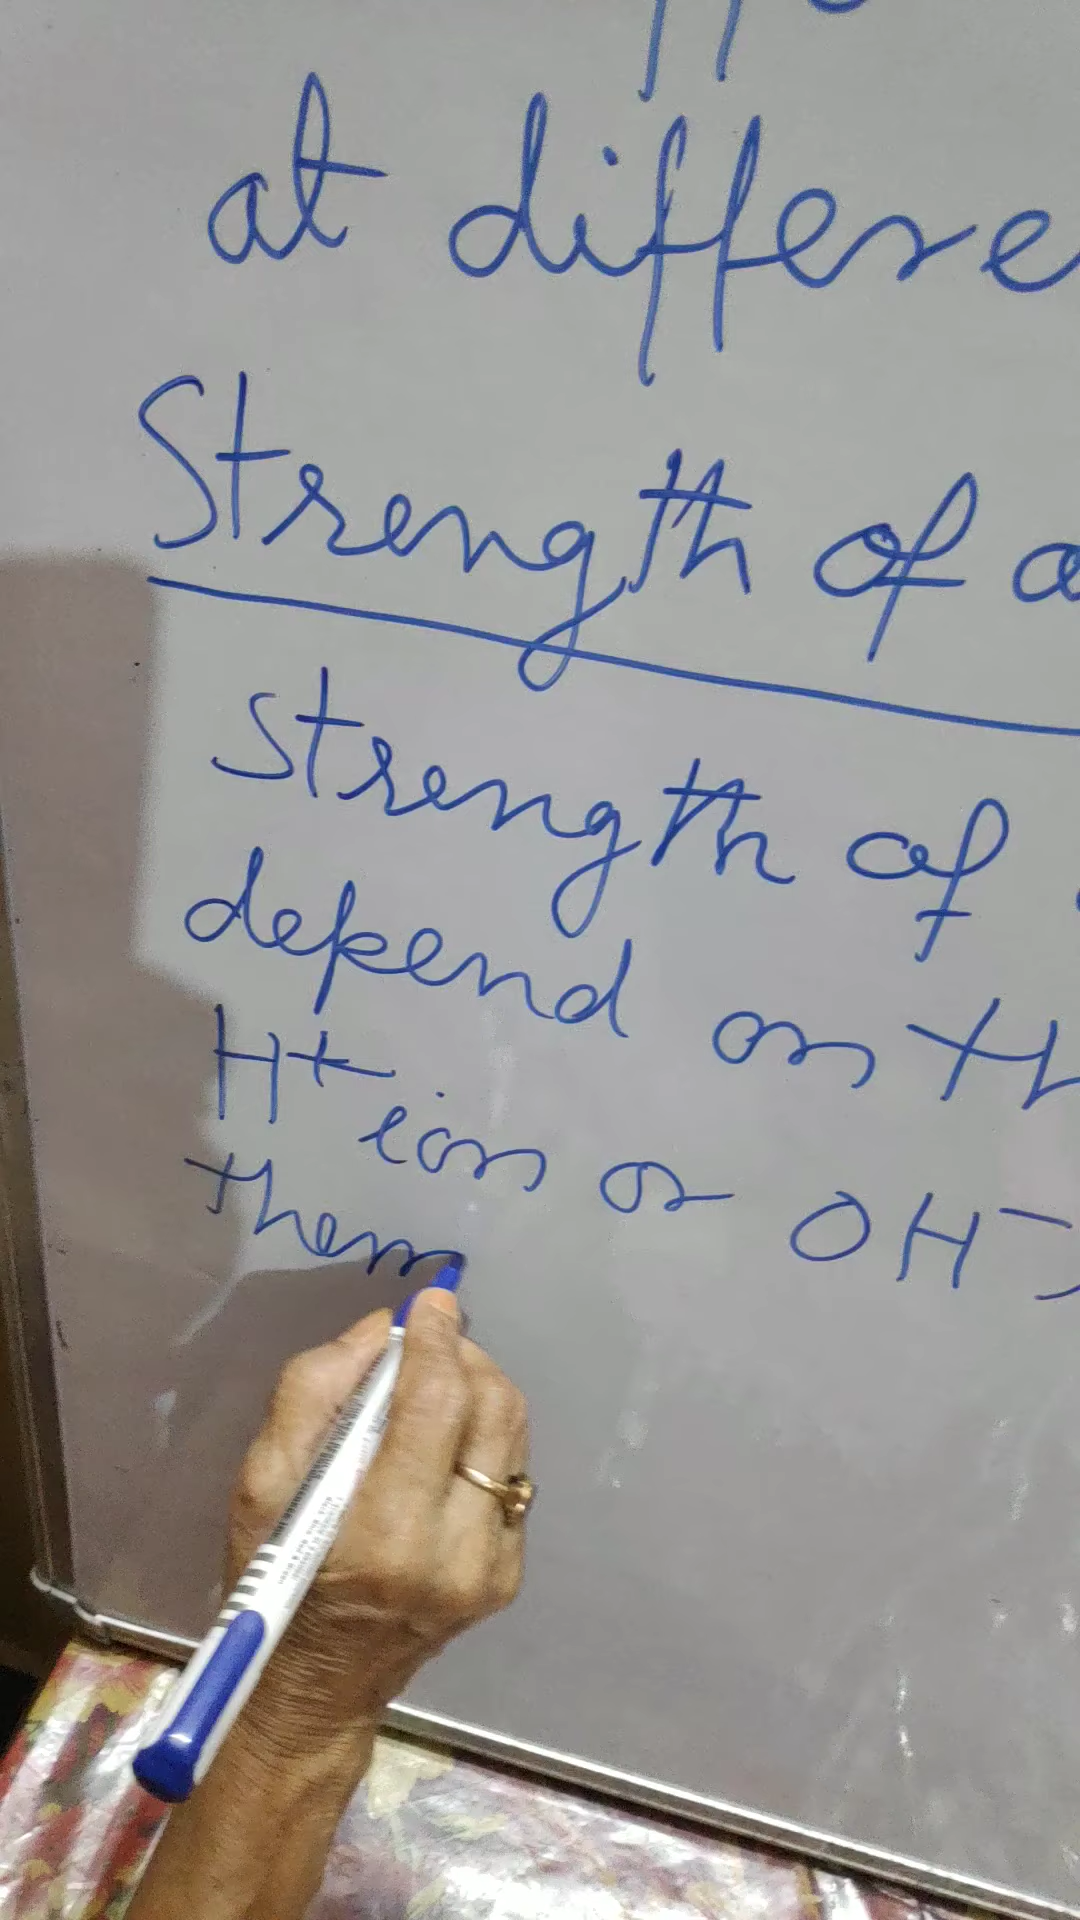 at differe
Strength of a
Strength of
depend on th
H+ ion or OH-
them